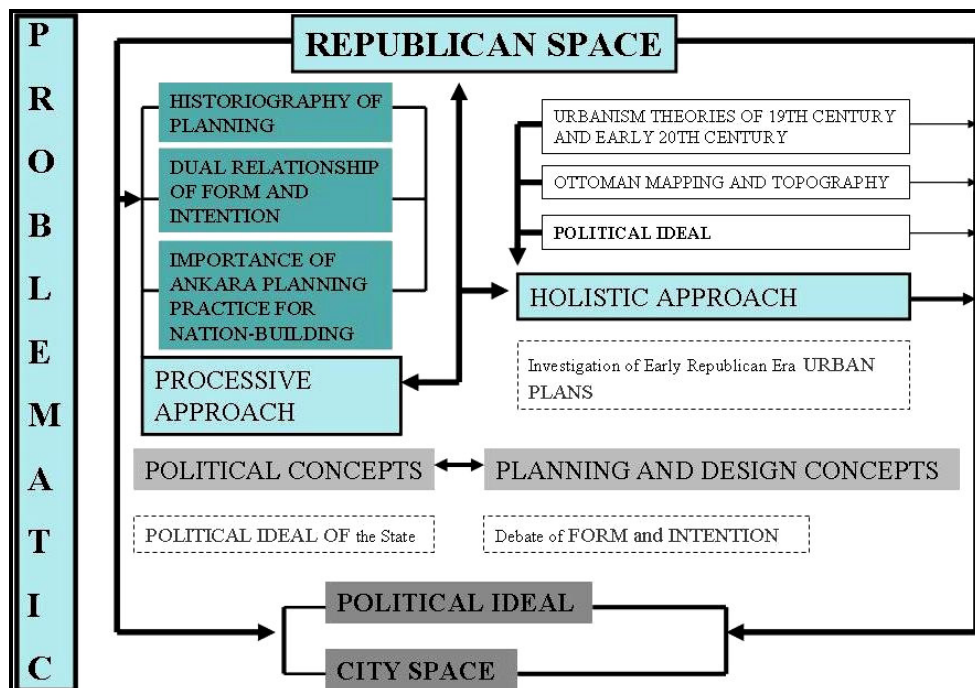 PROBLEMATIC
REPUBLICAN SPACE
HISTORIOGRAPHY OF
PLANNING
DUAL RELATIONSHIP
OF FORM AND
INTENTION
IMPORTANCE OF
ANKARA PLANNING
PRACTICE FOR
NATION-BUILDING
PROCESSIVE
APPROACH
URBANISM THEORIES OF 19TH CENTURY
AND EARLY 20TH CENTURY
OTTOMAN MAPPING AND TOPOGRAPHY
POLITICAL IDEAL
HOLISTIC APPROACH
Investigation of Early Republican Era URBAN
PLANS
POLITICAL CONCEPTS
PLANNING AND DESIGN CONCEPTS
POLITICAL IDEAL OF the State
Debate of FORM and INTENTION
POLITICAL IDEAL
CITY SPACE